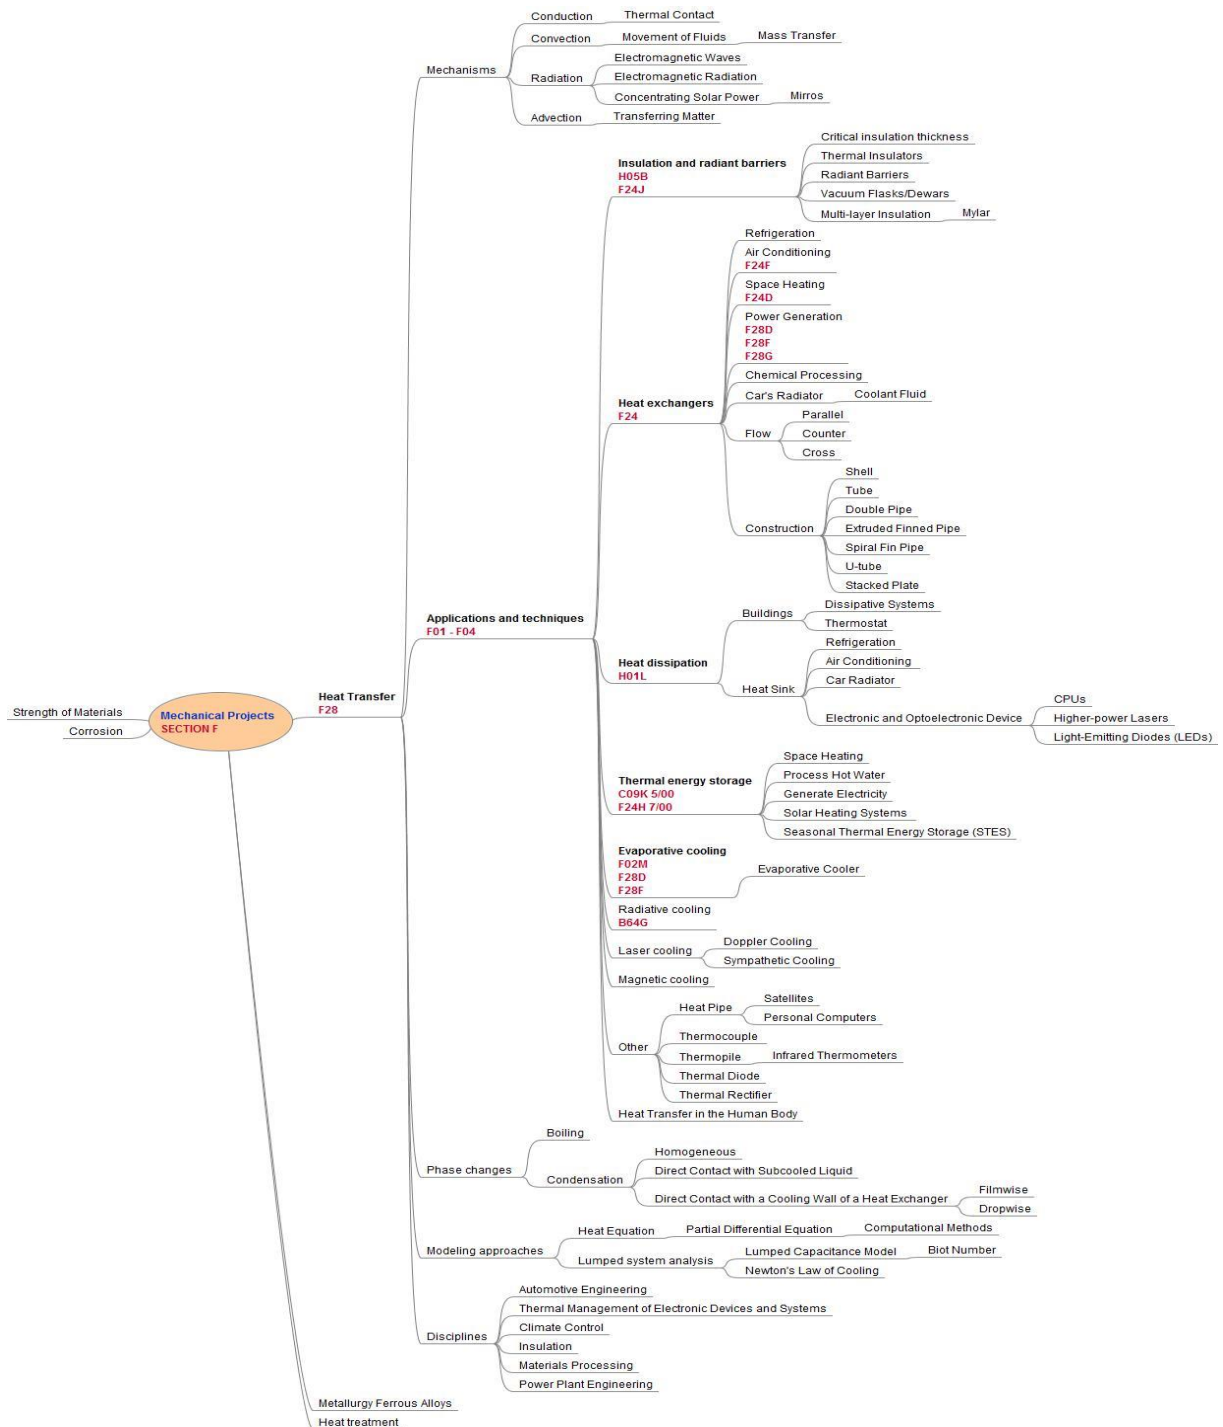 Mechanical Projects
SECTION F
Strength of Materials
Corrosion
Heat Transfer
F28
Mechanisms
Conduction
Thermal Contact
Convection
Movement of Fluids
Mass Transfer
Radiation
Electromagnetic Waves
Electromagnetic Radiation
Concentrating Solar Power
Mirros
Advection
Transferring Matter
Applications and techniques
F01 - F04
Insulation and radiant barriers
H05B
F24J
Critical insulation thickness
Thermal Insulators
Radiant Barriers
Vacuum Flasks/Dewars
Multi-layer Insulation
Mylar
Heat exchangers
F24
Refrigeration
Air Conditioning
F24F
Space Heating
F24D
Power Generation
F28D
F28F
F28G
Chemical Processing
Car's Radiator
Coolant Fluid
Flow
Parallel
Counter
Cross
Construction
Shell
Tube
Double Pipe
Extruded Finned Pipe
Spiral Fin Pipe
U-tube
Stacked Plate
Heat dissipation
H01L
Buildings
Dissipative Systems
Thermostat
Heat Sink
Refrigeration
Air Conditioning
Car Radiator
Electronic and Optoelectronic Device
CPUs
Higher-power Lasers
Light-Emitting Diodes (LEDs)
Thermal energy storage
C09K 5/00
F24H 7/00
Space Heating
Process Hot Water
Generate Electricity
Solar Heating Systems
Seasonal Thermal Energy Storage (STES)
Evaporative cooling
F02M
F28D
F28F
Evaporative Cooler
Radiative cooling
B64G
Laser cooling
Doppler Cooling
Sympathetic Cooling
Magnetic cooling
Other
Heat Pipe
Satellites
Personal Computers
Thermocouple
Thermopile
Infrared Thermometers
Thermal Diode
Thermal Rectifier
Heat Transfer in the Human Body
Phase changes
Boiling
Condensation
Homogeneous
Direct Contact with Subcooled Liquid
Direct Contact with a Cooling Wall of a Heat Exchanger
Filmwise
Dropwise
Modeling approaches
Heat Equation
Partial Differential Equation
Computational Methods
Lumped system analysis
Lumped Capacitance Model
Biot Number
Newton's Law of Cooling
Disciplines
Automotive Engineering
Thermal Management of Electronic Devices and Systems
Climate Control
Insulation
Materials Processing
Power Plant Engineering
Metallurgy Ferrous Alloys
Heat treatment